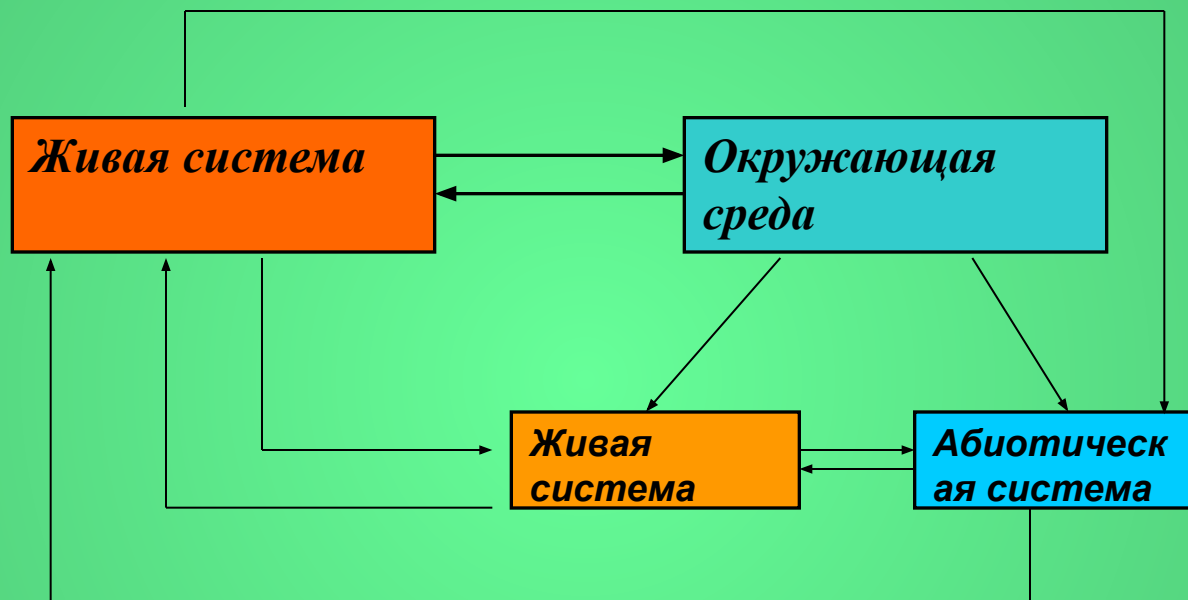 Живая система
Окружающая
среда
Живая
система
Абиотическ
ая система